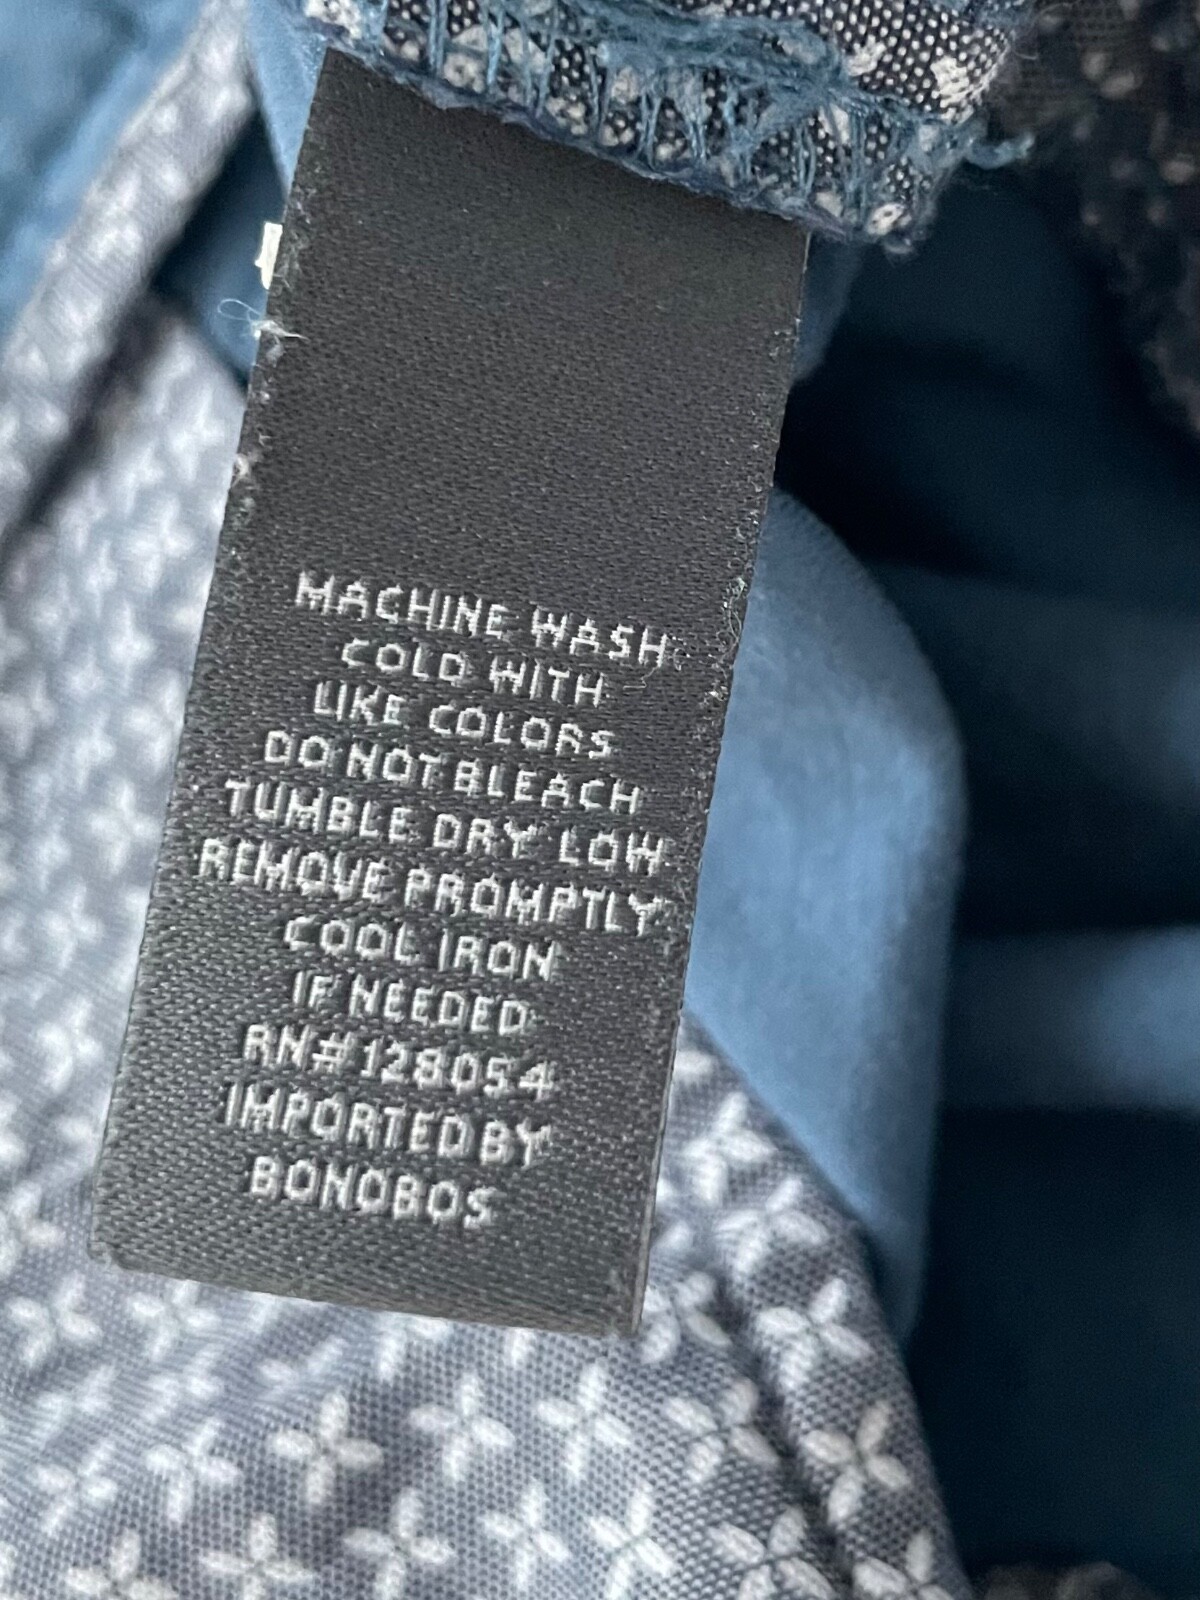 MACHINE WASH
COLD WITH
LIKE COLORS
DO NOT BLEACH
TUMBLE DRY LOW
REMOVE PROMPTLY
COOL IRON
IF NEEDED
RN#128054
IMPORTED BY
BONOBOS